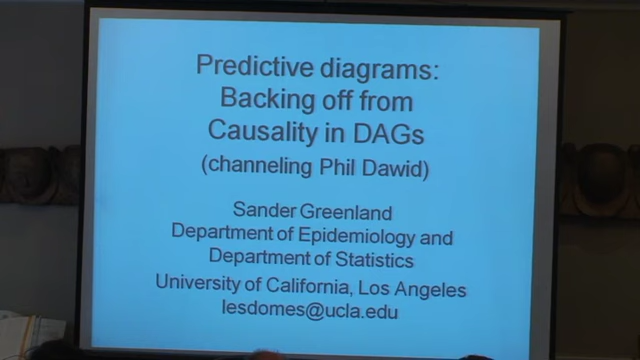 Predictive diagrams:
Backing off from
Causality in DAGs
(channeling Phil Dawid)
Sander Greenland
Department of Epidemiology and
Department of Statistics
University of California, Los Angeles
lesdomes@ucla.edu